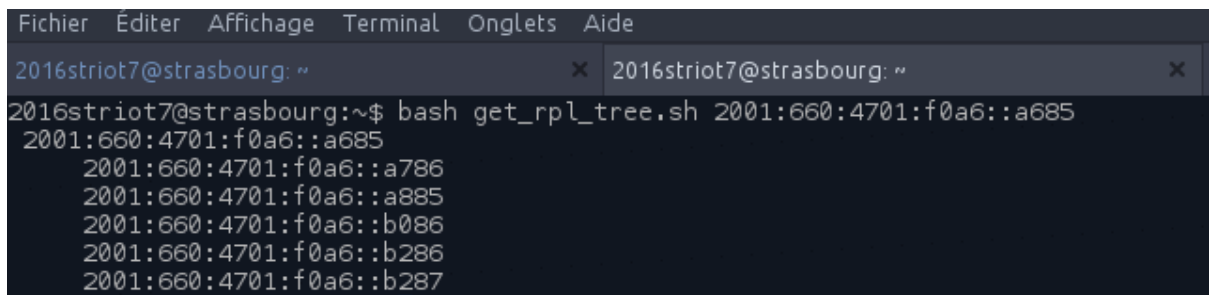 Fichier Éditer Affichage Terminal Onglets Aide
2016striot7@strasbourg: ~ × 2016striot7@strasbourg: ~ ×
2016striot7@strasbourg:~$ bash get_rpl_tree.sh 2001:660:4701:f0a6::a685
2001:660:4701:f0a6::a685
2001:660:4701:f0a6::a786
2001:660:4701:f0a6::a885
2001:660:4701:f0a6::b086
2001:660:4701:f0a6::b286
2001:660:4701:f0a6::b287